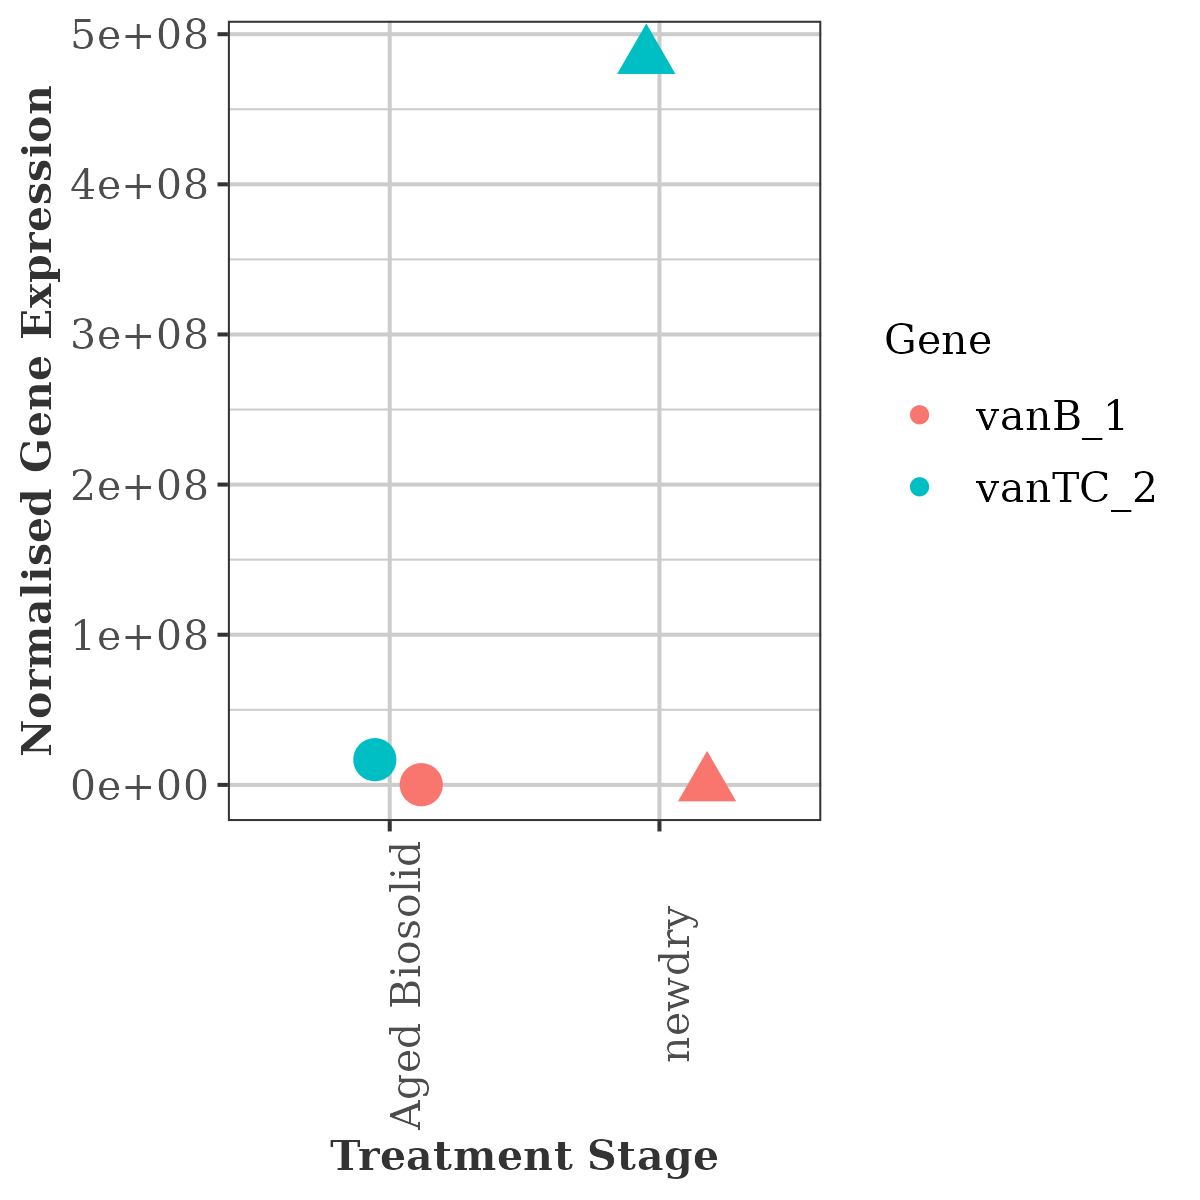 Normalised Gene Expression
5e+08
4e+08
3e+08
2e+08
1e+08
0e+00
Aged Biosolid
newdry
Treatment Stage
Gene
vanB_1
vanTC_2